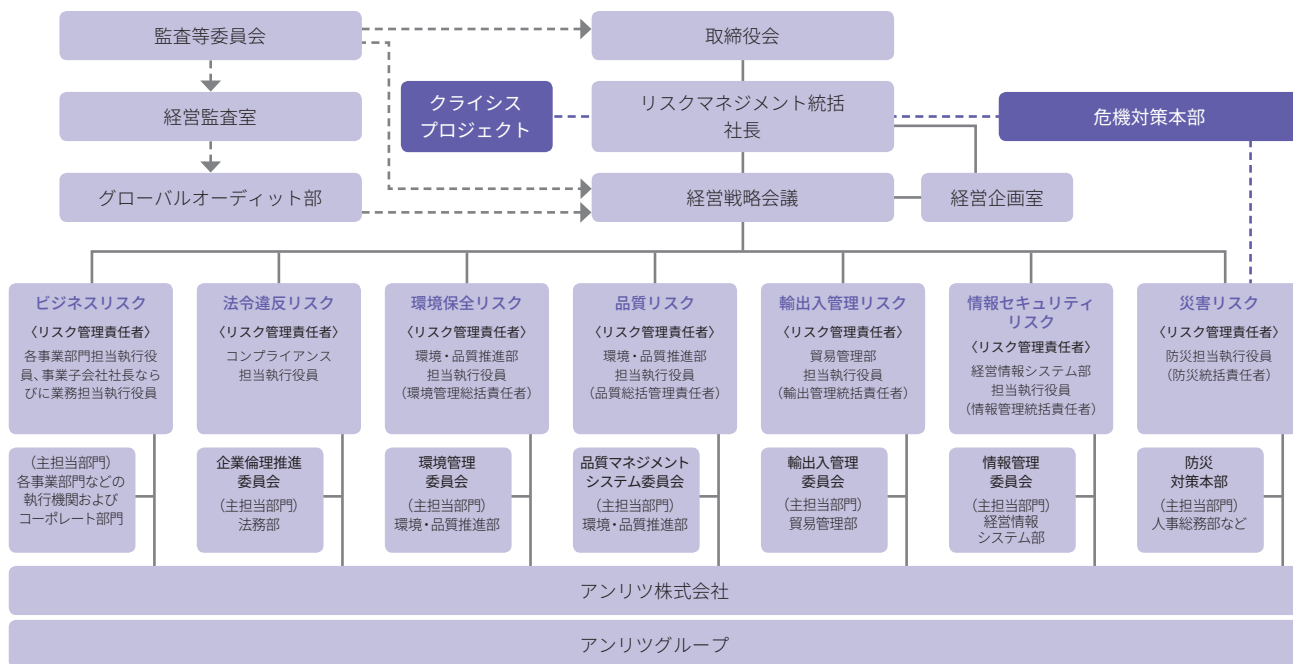 監査等委員会
取締役会
クライシス
プロジェクト
リスクマネジメント統括
社長
危機対策本部
経営監査室
グローバルオーディット部
経営戦略会議
経営企画室
ビジネスリスク
〈リスク管理責任者〉
各事業部門担当執行役
員、事業子会社社長なら
びに業務担当執行役員
法令違反リスク
〈リスク管理責任者〉
コンプライアンス
担当執行役員
環境保全リスク
〈リスク管理責任者〉
環境・品質推進部
担当執行役員
（環境管理総括責任者）
品質リスク
〈リスク管理責任者〉
環境・品質推進部
担当執行役員
（品質総括管理責任者）
輸出入管理リスク
〈リスク管理責任者〉
貿易管理部
担当執行役員
（輸出管理統括責任者）
情報セキュリティ
リスク
〈リスク管理責任者〉
経営情報システム部
担当執行役員
（情報管理統括責任者）
災害リスク
〈リスク管理責任者〉
防災担当執行役員
（防災統括責任者）
（主担当部門）
各事業部門などの
執行機関および
コーポレート部門
企業倫理推進
委員会
（主担当部門）
法務部
環境管理
委員会
（主担当部門）
環境・品質推進部
品質マネジメント
システム委員会
（主担当部門）
環境・品質推進部
輸出入管理
委員会
（主担当部門）
貿易管理部
情報管理
委員会
（主担当部門）
経営情報
システム部
防災
対策本部
（主担当部門）
人事総務部など
アンリツ株式会社
アンリツグループ